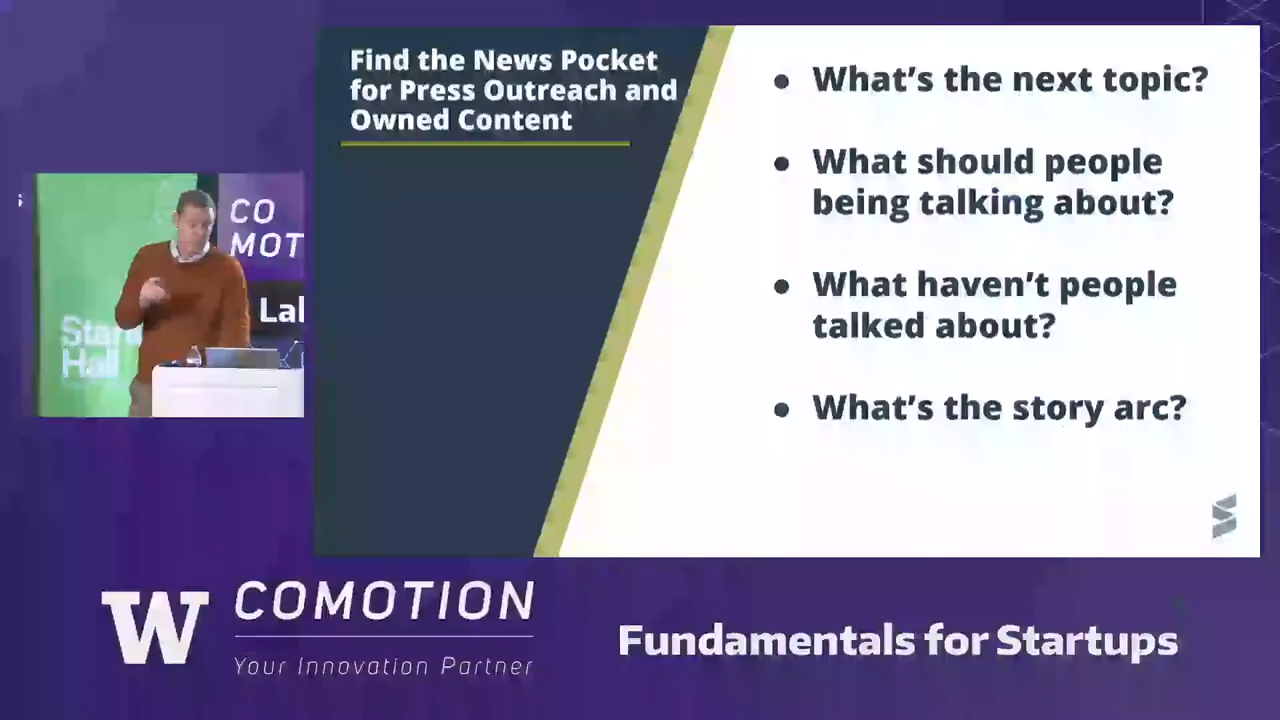 Find the News Pocket
for Press Outreach and
Owned Content
• What's the next topic?
• What should people
being talking about?
• What haven't people
talked about?
• What's the story arc?
s
CO
MOT
Lal
Start
Hall
W
COMOTION
Your Innovation Partner
Fundamentals for Startups